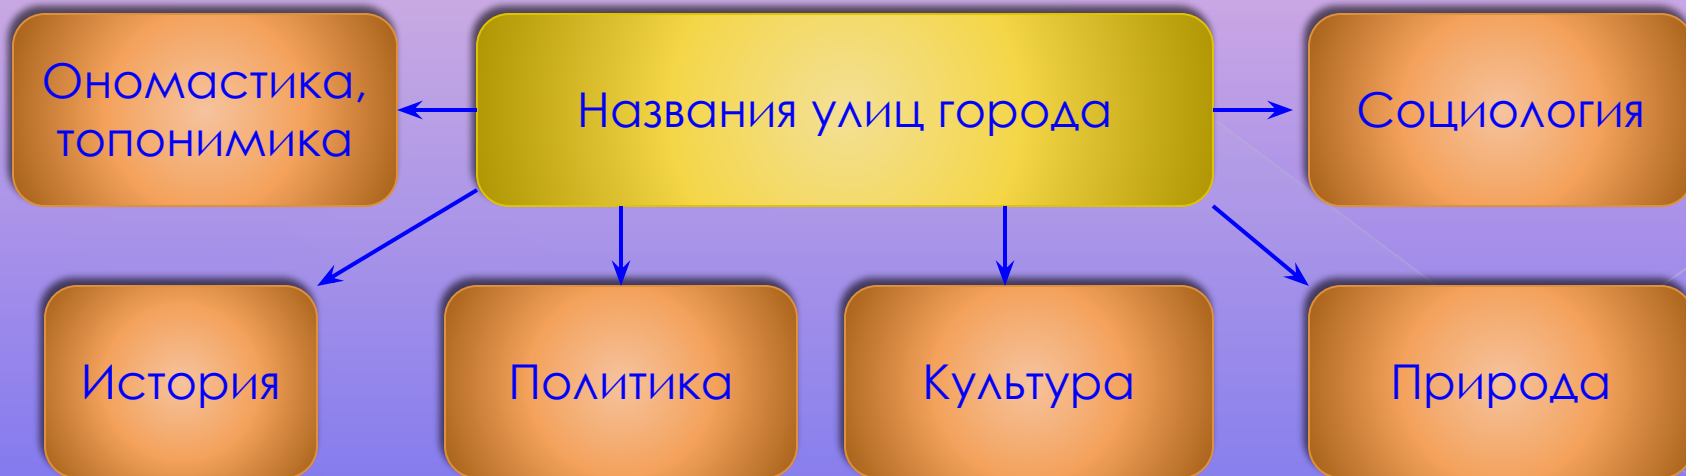 Ономастика,
топонимика
Названия улиц города
Социология
История
Политика
Культура
Природа